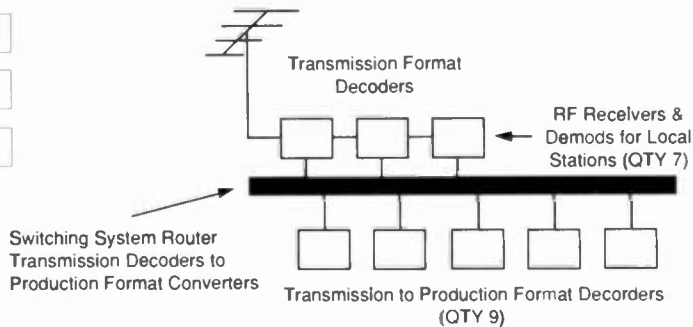 Transmission Format
Decoders
RF Receivers &
Demods for Local
Stations (QTY 7)
Switching System Router
Transmission Decoders to
Production Format Converters
Transmission to Production Format Decorders
(QTY 9)